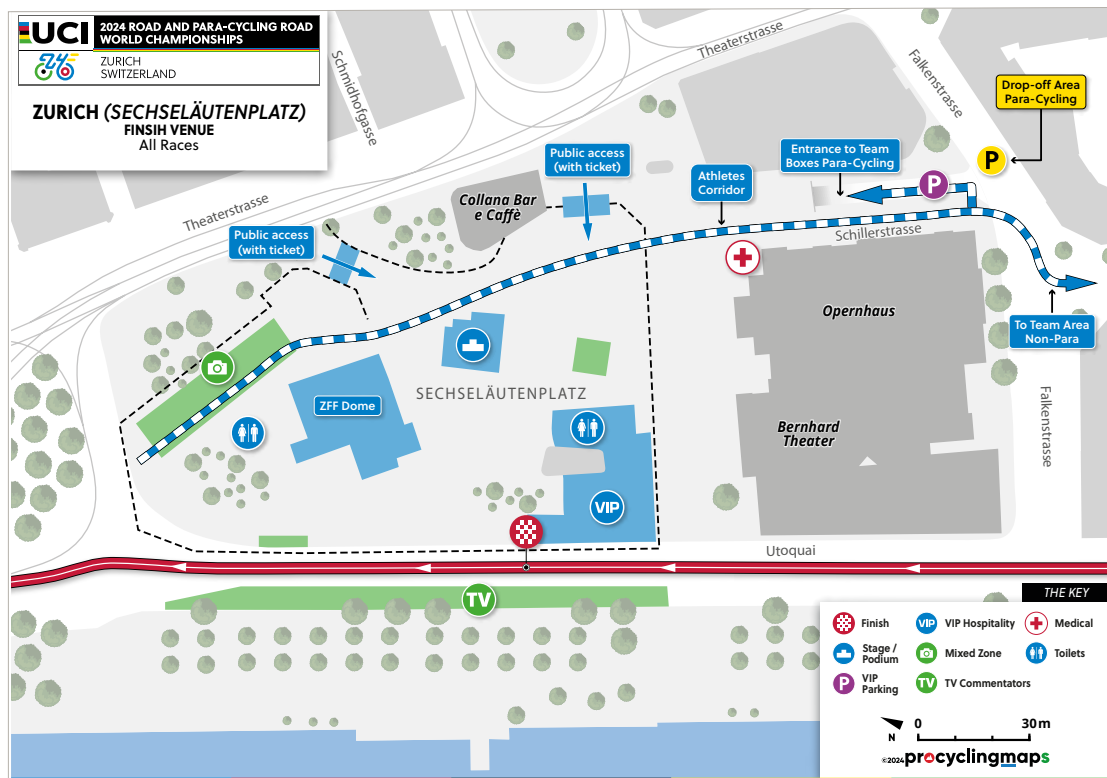 UCI
2024 ROAD AND PARA-CYCLING ROAD
WORLD CHAMPIONSHIPS
ZURICH
SWITZERLAND
ZURICH (SECHSELÄUTENPLATZ)
FINSIH VENUE
All Races
Schmidhofgasse
Theaterstrasse
Falkenstrasse
Drop-off Area
Para-Cycling
P
Public access
(with ticket)
Entrance to Team
Boxes Para-Cycling
Athletes
Corridor
P
Collana Bar
e Caffè
Theaterstrasse
Public access
(with ticket)
Schillerstrasse
Opernhaus
To Team Area
Non-Para
SECHSELÄUTENPLATZ
ZFF Dome
Bernhard
Theater
Falkenstrasse
VIP
Utoquai
TV
THE KEY
Finish
VIP
VIP Hospitality
Medical
Stage /
Podium
Mixed Zone
Toilets
P
VIP
Parking
TV
TV Commentators
N
0
30m
©2024 procyclingmaps